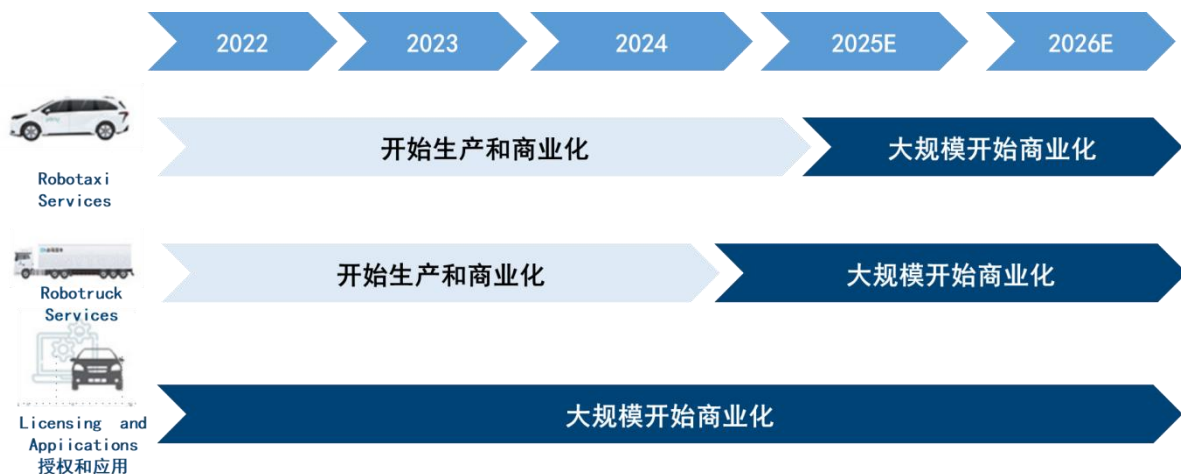 2022 2023 2024 2025E 2026E
开始生产和商业化 大规模开始商业化
Robotaxi
Services
开始生产和商业化 大规模开始商业化
Robotruck
Services
大规模开始商业化
Licensing and
Appiications
授权和应用